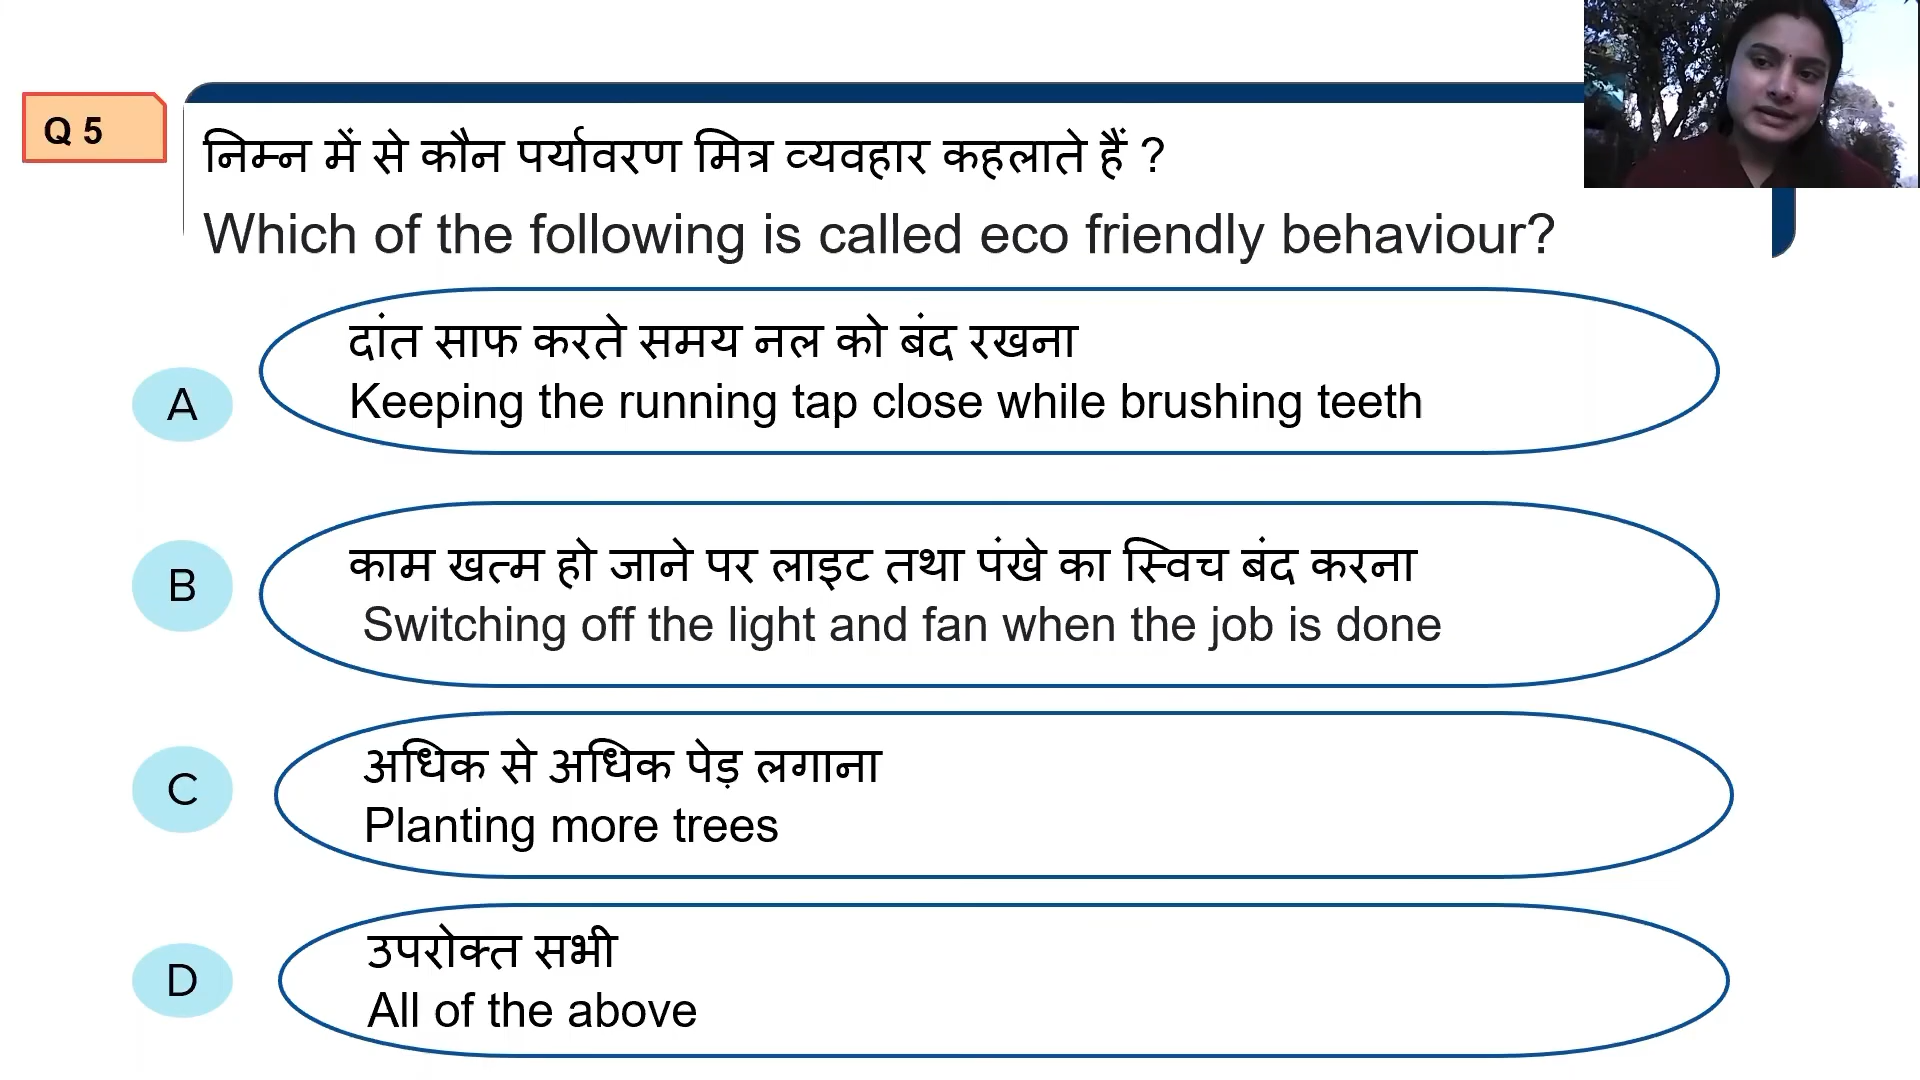 Q 5
निम्न में से कौन पर्यावरण मित्र व्यवहार कहलाते हैं ?
Which of the following is called eco friendly behaviour?
A
दांत साफ करते समय नल को बंद रखना
Keeping the running tap close while brushing teeth
B
काम खत्म हो जाने पर लाइट तथा पंखे का स्विच बंद करना
Switching off the light and fan when the job is done
C
अधिक से अधिक पेड़ लगाना
Planting more trees
D
उपरोक्त सभी
All of the above